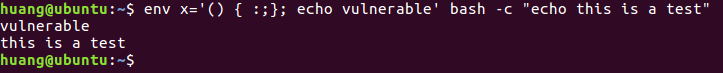 huang@ubuntu:~$ env x='() { :;}; echo vulnerable' bash -c "echo this is a test"
vulnerable
this is a test
huang@ubuntu:~$